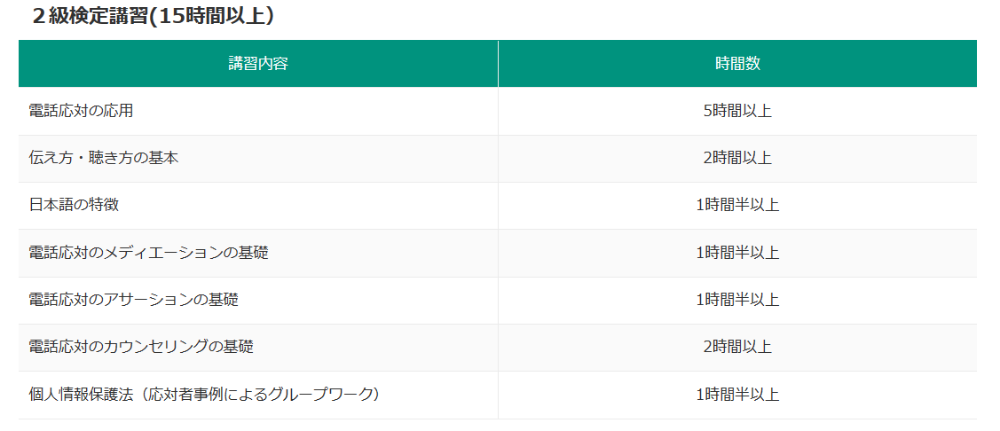 ２級検定講習(15時間以上）
講習内容 時間数
電話応対の応用 5時間以上
伝え方・聴き方の基本 2時間以上
日本語の特徴 1時間半以上
電話応対のメディエーションの基礎 1時間半以上
電話応対のアサーションの基礎 1時間半以上
電話応対のカウンセリングの基礎 2時間以上
個人情報保護法（応対者事例によるグループワーク） 1時間半以上